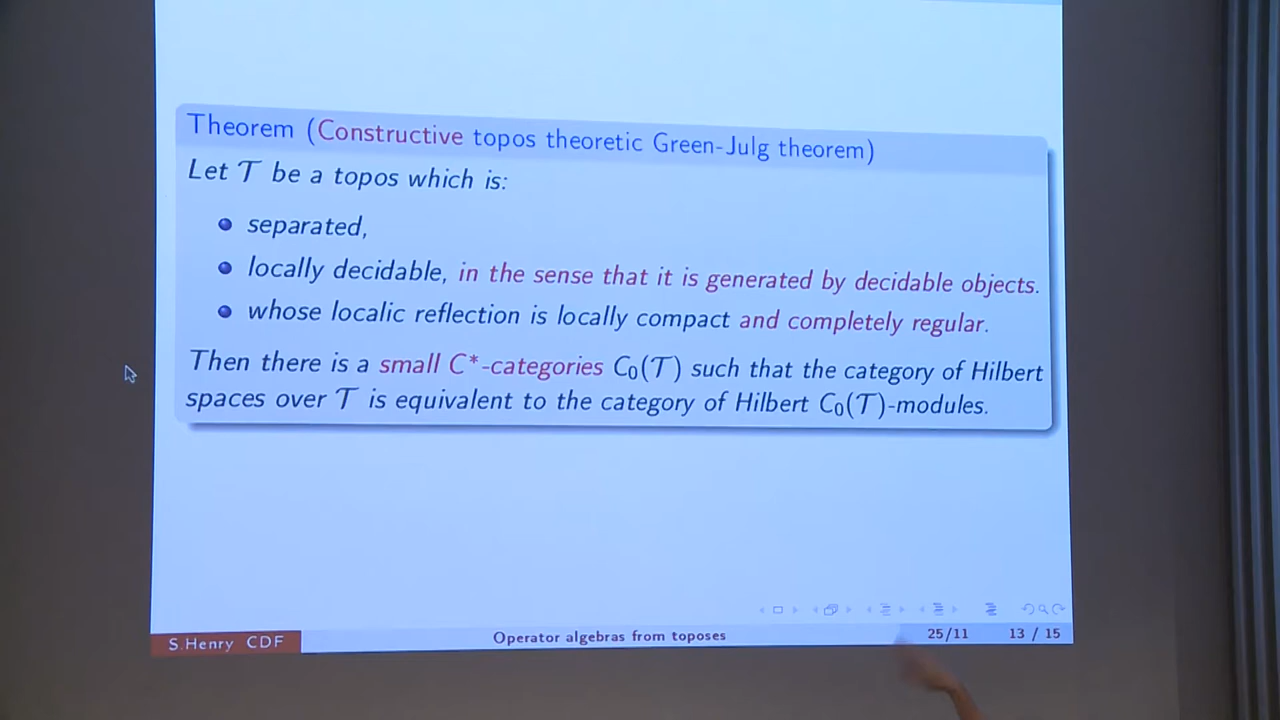 Theorem (Constructive topos theoretic Green-Julg theorem)
Let 𝒯 be a topos which is:
separated,
locally decidable, in the sense that it is generated by decidable objects.
whose localic reflection is locally compact and completely regular.
Then there is a small C*-categories C₀(𝒯) such that the category of Hilbert
spaces over 𝒯 is equivalent to the category of Hilbert C₀(𝒯)-modules.
S.Henry CDF
Operator algebras from toposes
25/11
13 / 15